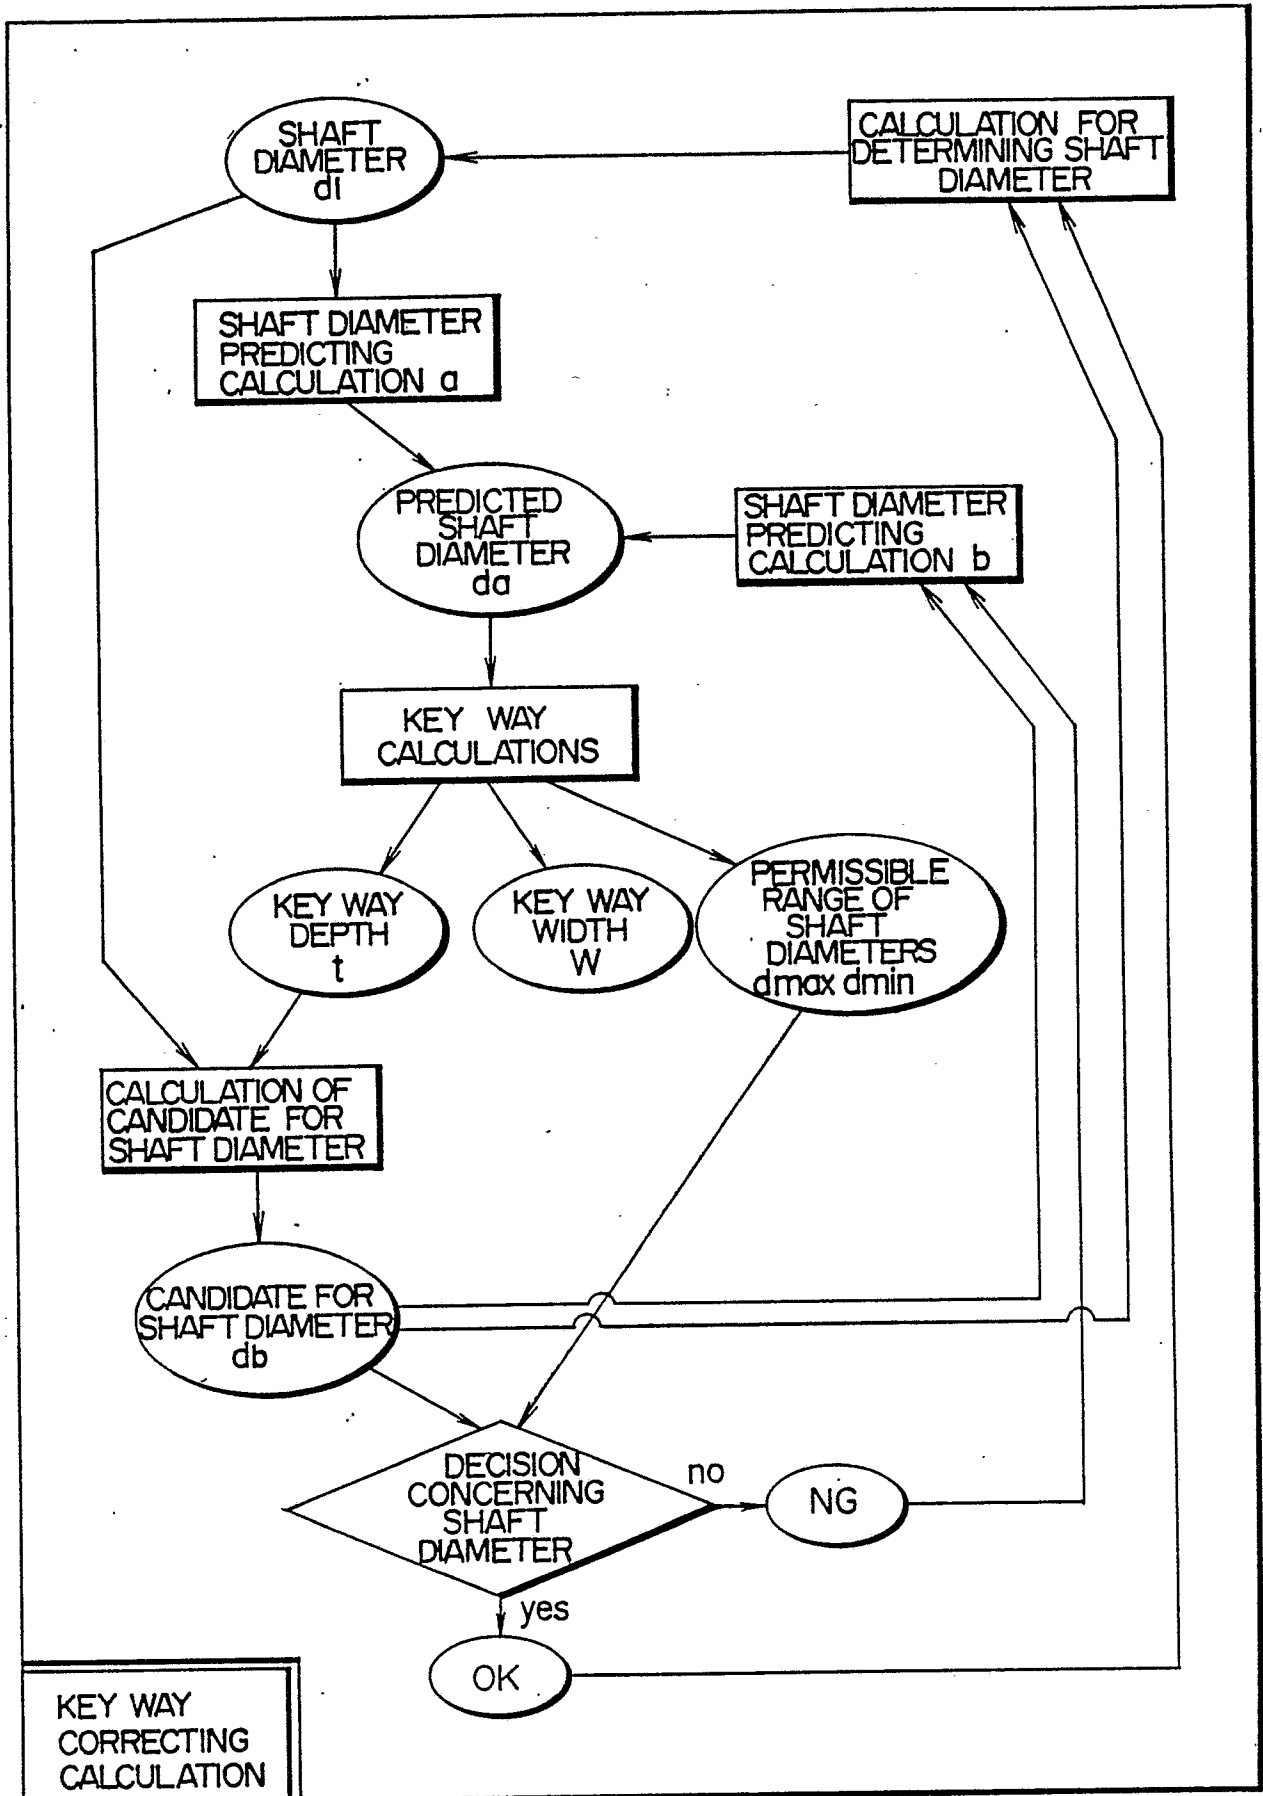 SHAFT
DIAMETER
d1
CALCULATION FOR
DETERMINING SHAFT
DIAMETER
SHAFT DIAMETER
PREDICTING
CALCULATION a
PREDICTED
SHAFT
DIAMETER
da
SHAFT DIAMETER
PREDICTING
CALCULATION b
KEY WAY
CALCULATIONS
KEY WAY
DEPTH
t
KEY WAY
WIDTH
W
PERMISSIBLE
RANGE OF
SHAFT
DIAMETERS
dmax dmin
CALCULATION OF
CANDIDATE FOR
SHAFT DIAMETER
CANDIDATE FOR
SHAFT DIAMETER
db
DECISION
CONCERNING
SHAFT
DIAMETER
no
NG
yes
OK
KEY WAY
CORRECTING
CALCULATION